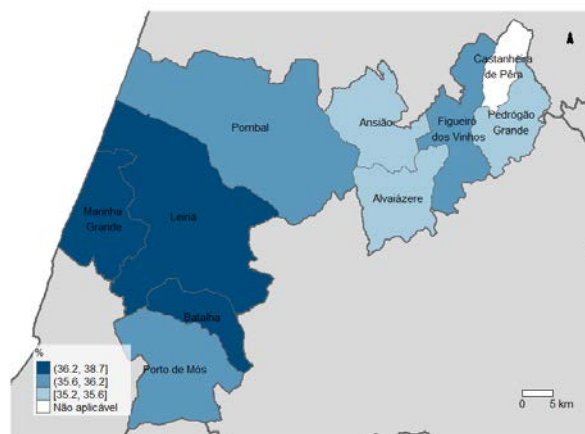 Castanheira
de Pêra
Pombal
Ansião
Figueiró
dos Vinhos
Pedrógão
Grande
Alvaiázere
Marinha
Grande
Leiria
Batalha
Porto de Mós
%
(36.2, 38.7]
(35.6, 36.2]
[35.2, 35.6]
Não aplicável
0 5 km